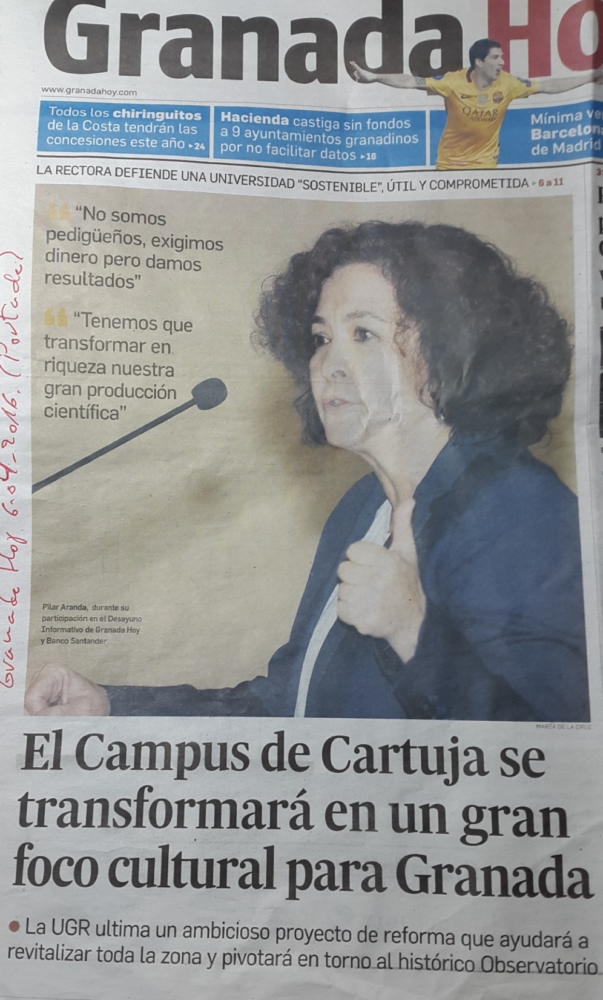 Granada Ho
www.granadahoy.com
Todos los chiringuitos
de la Costa tendrán las
concesiones este año ▸24
Hacienda castiga sin fondos
a 9 ayuntamientos granadinos
por no facilitar datos ▸16
QATAR
AIRWAYS
Mínima ve
Barcelona
de Madrid
LA RECTORA DEFIENDE UNA UNIVERSIDAD “SOSTENIBLE”, ÚTIL Y COMPROMETIDA ▸ 6 a 11
“No somos
pedigüeños, exigimos
dinero pero damos
resultados”
“Tenemos que
transformar en
riqueza nuestra
gran producción
científica”
Granada Hoy 6-04-2016. (Portada)
Pilar Aranda, durante su
participación en el Desayuno
Informativo de Granada Hoy
y Banco Santander
MARÍA DE LA CRUZ
El Campus de Cartuja se
transformará en un gran
foco cultural para Granada
● La UGR ultima un ambicioso proyecto de reforma que ayudará a
revitalizar toda la zona y pivotará en torno al histórico Observatorio